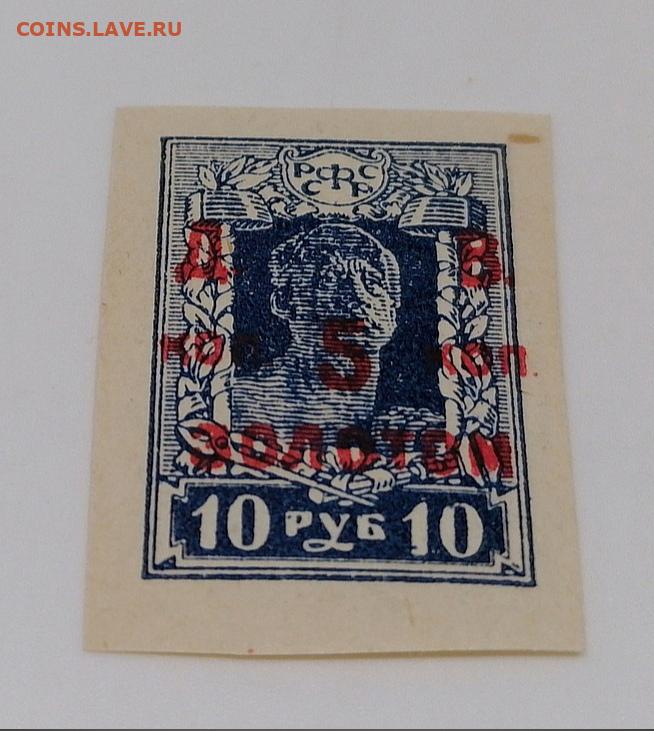 COINS.LAVE.RU
РСФСР
Д. В.
коп. 5 коп.
ЗОЛОТОМ
10 РУБ 10